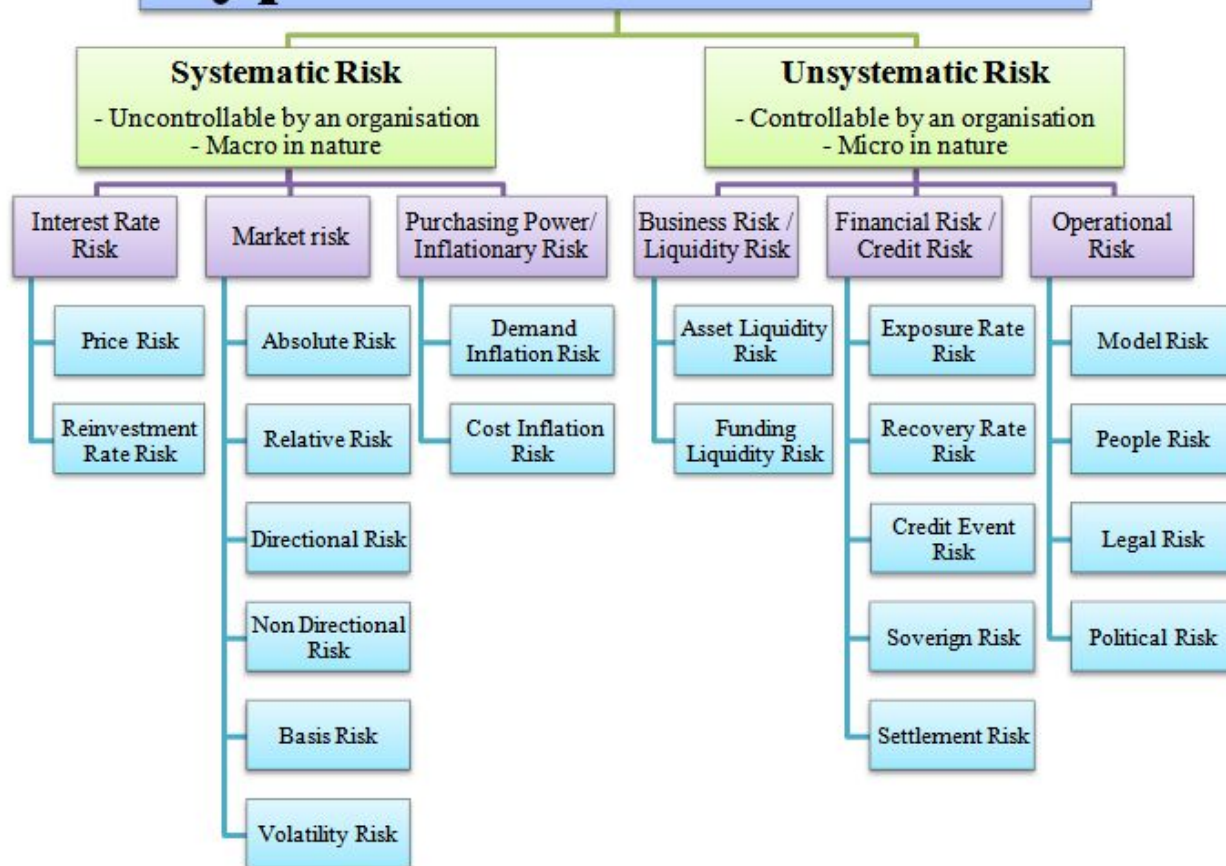 Systematic Risk
- Uncontrollable by an organisation
- Macro in nature
Unsystematic Risk
- Controllable by an organisation
- Micro in nature
Interest Rate
Risk
Price Risk
Reinvestment
Rate Risk
Market risk
Absolute Risk
Relative Risk
Directional Risk
Non Directional
Risk
Basis Risk
Volatility Risk
Purchasing Power/
Inflationary Risk
Demand
Inflation Risk
Cost Inflation
Risk
Business Risk /
Liquidity Risk
Asset Liquidity
Risk
Funding
Liquidity Risk
Financial Risk /
Credit Risk
Exposure Rate
Risk
Recovery Rate
Risk
Credit Event
Risk
Soverign Risk
Settlement Risk
Operational
Risk
Model Risk
People Risk
Legal Risk
Political Risk